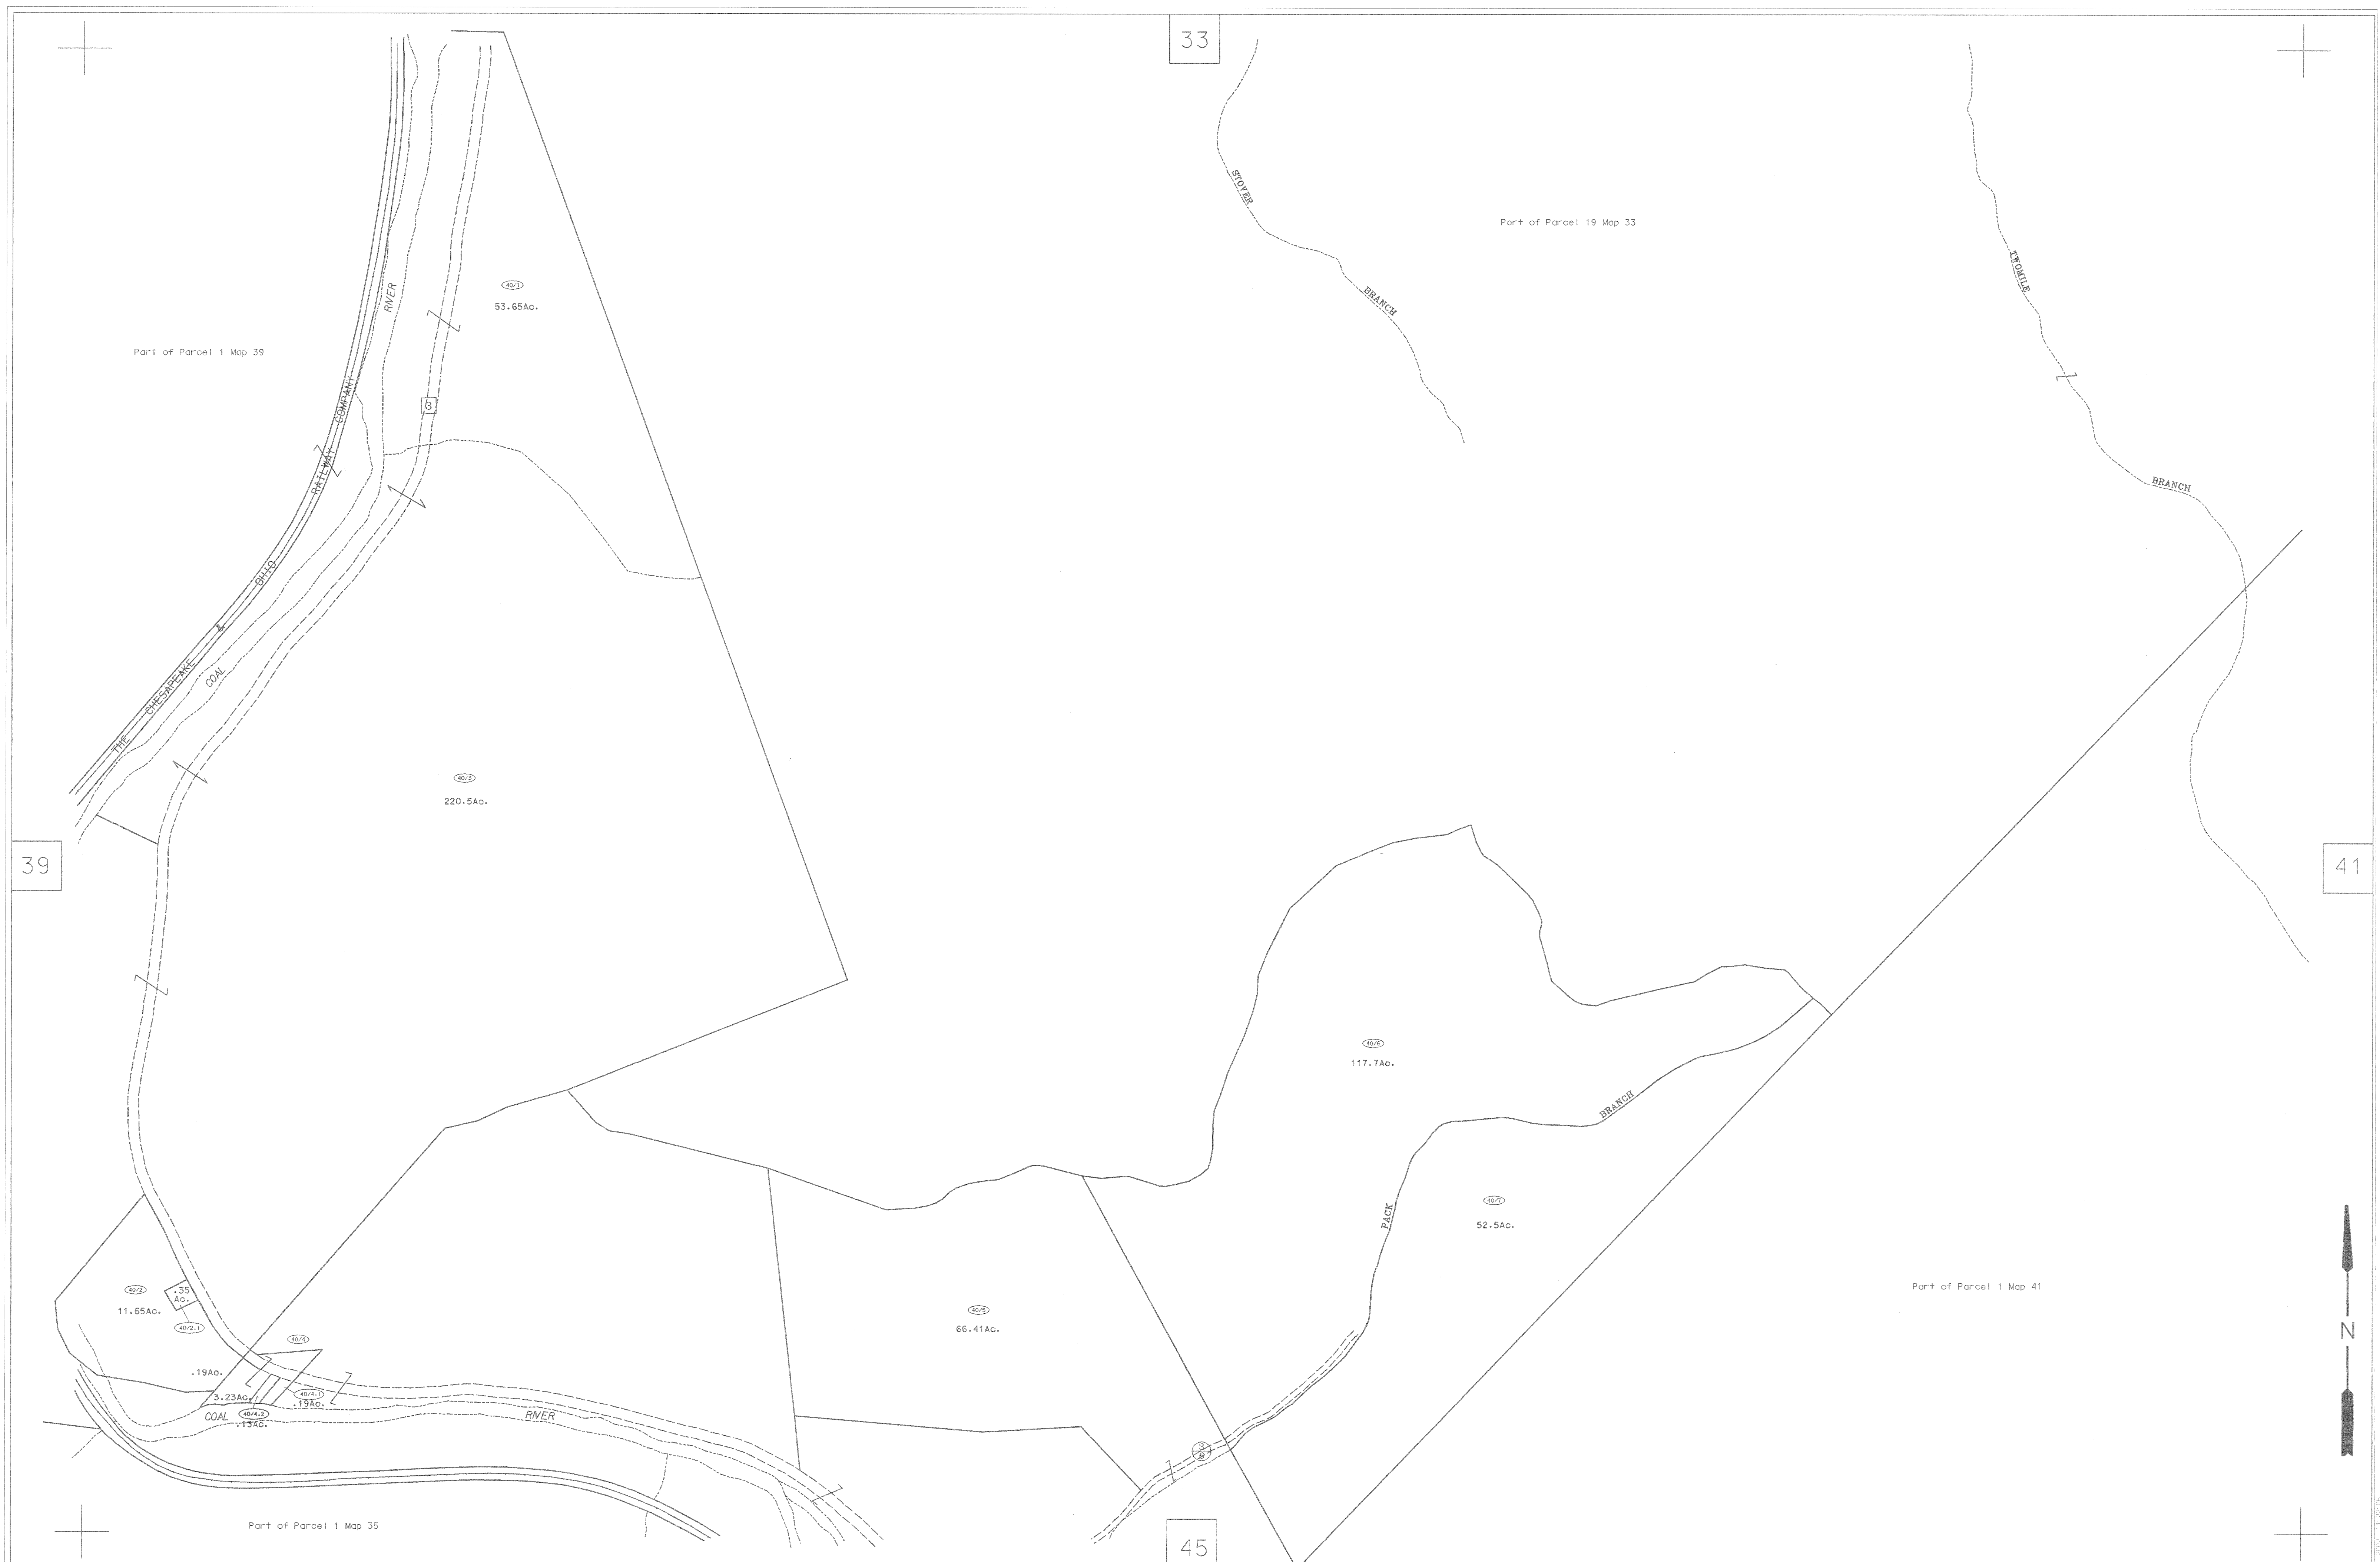 33
STOVER
BRANCH
Part of Parcel 19 Map 33
TWOMILE
BRANCH
RIVER
40/1
53.65Ac.
Part of Parcel 1 Map 39
3
THE CHESAPEAKE & OHIO RAILWAY COMPANY
COAL
40/3
220.5Ac.
39
41
40/6
117.7Ac.
PACK
BRANCH
40/7
52.5Ac.
Part of Parcel 1 Map 41
N
40/2
11.65Ac.
.35
Ac.
40/2.1
40/4
40/5
66.41Ac.
.19Ac.
3.23Ac.
40/4.1
.19Ac.
COAL
40/4.2
.13Ac.
RIVER
3
6
Part of Parcel 1 Map 35
45